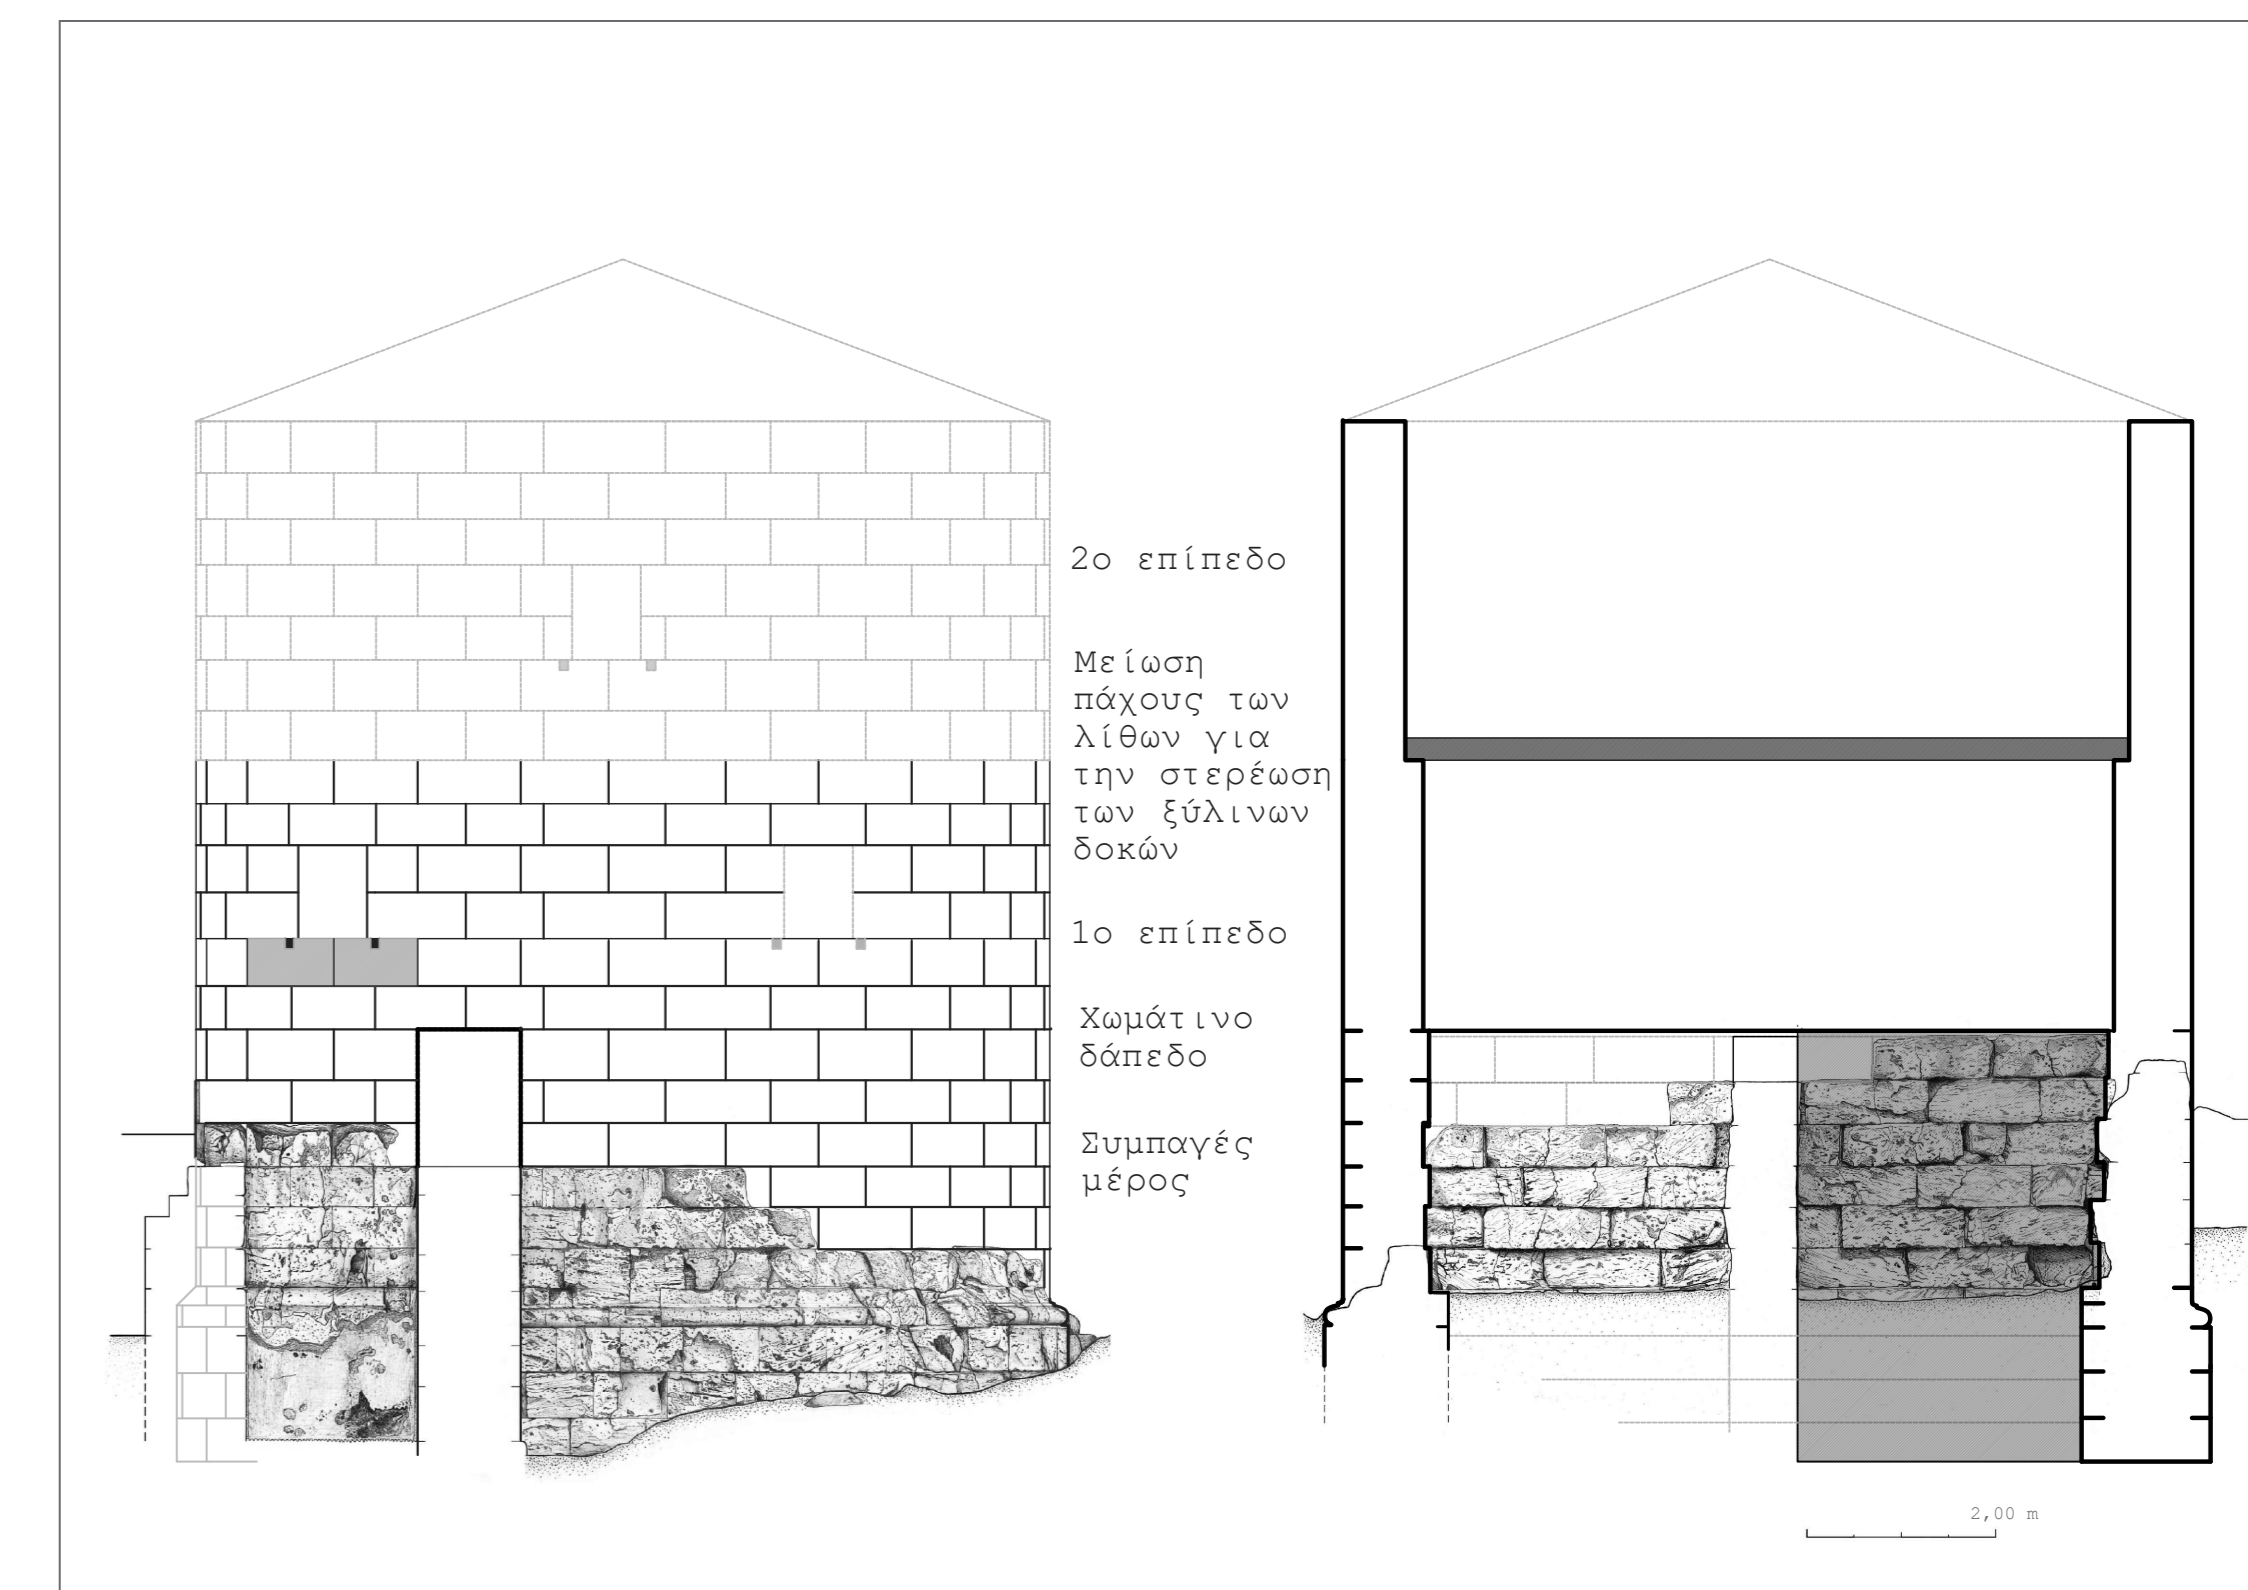 2ο επίπεδο
Μείωση
πάχους των
λίθων για
την στερέωση
των ξύλινων
δοκών
1ο επίπεδο
Χωμάτινο
δάπεδο
Συμπαγές
μέρος
2,00 m